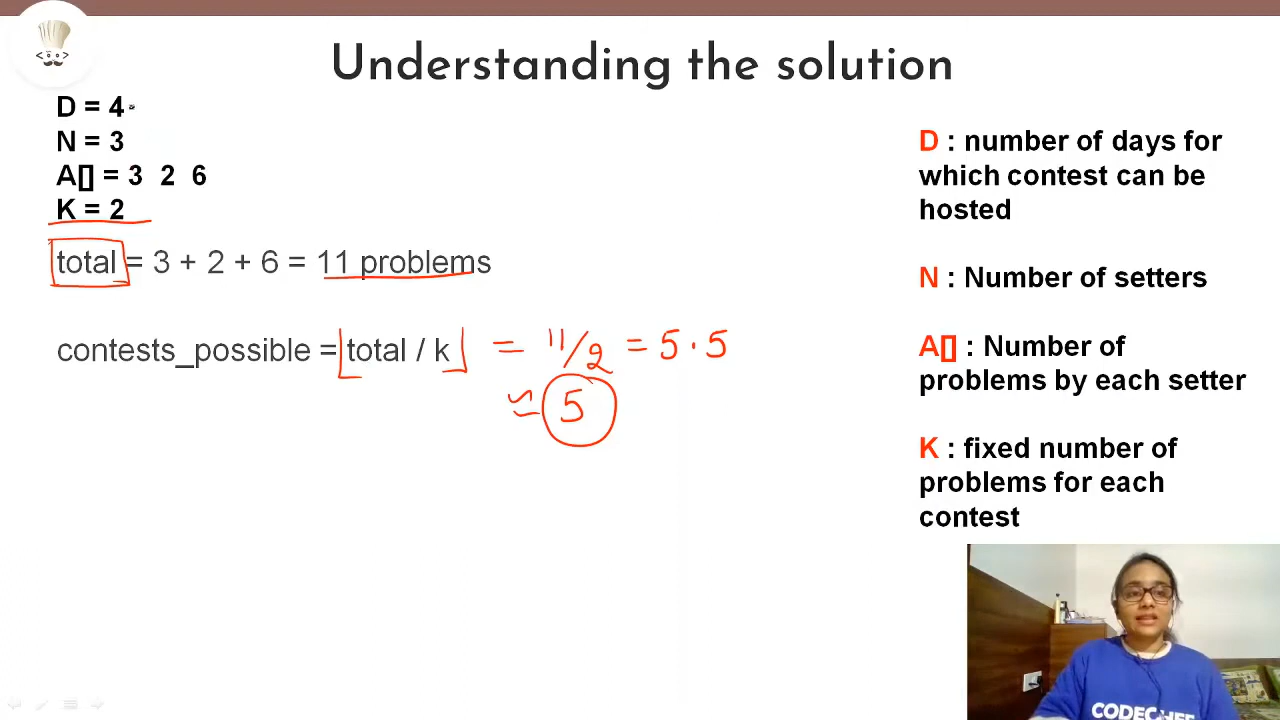 Understanding the solution
D = 4
N = 3
A[] = 3 2 6
K = 2
total = 3 + 2 + 6 = 11 problems
contests_possible = ⌊total / k⌋ = 11/2 = 5.5
≃ 5
D : number of days for
which contest can be
hosted
N : Number of setters
A[] : Number of
problems by each setter
K : fixed number of
problems for each
contest
CODECHEF